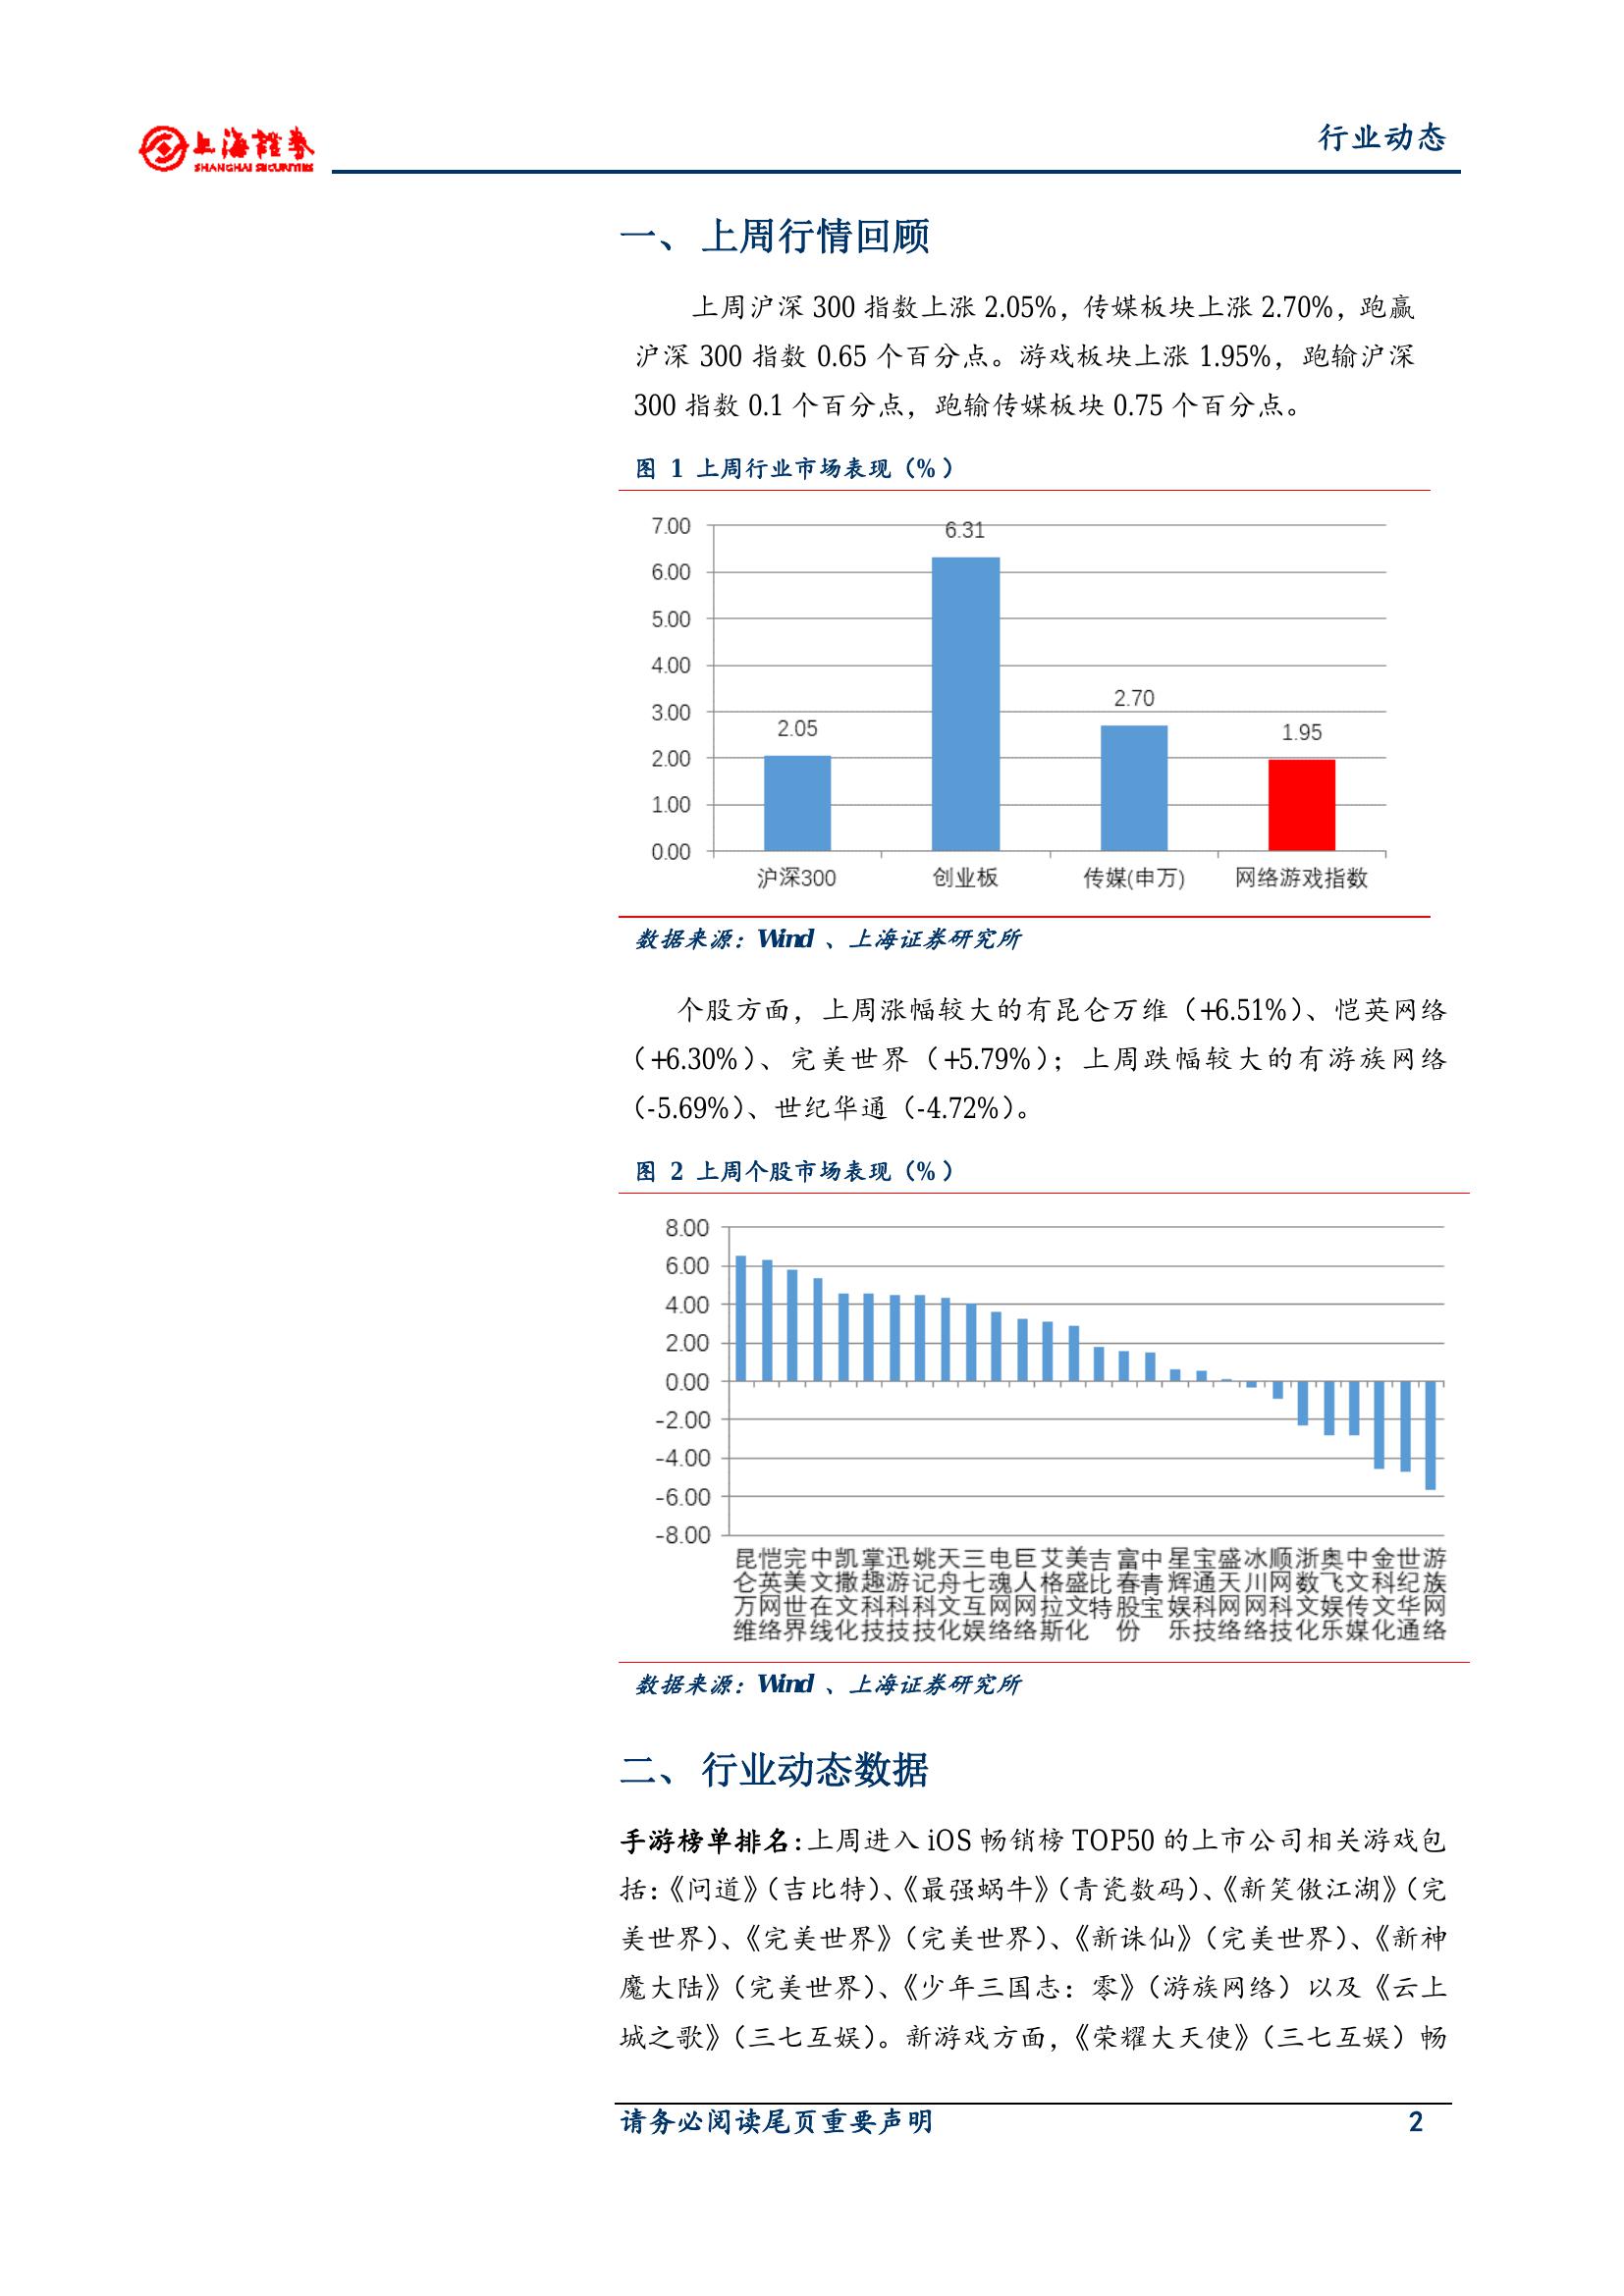 上海證券
SHANGHAI SECURITIES
行业动态
一、 上周行情回顾
上周沪深 300 指数上涨 2.05%，传媒板块上涨 2.70%，跑赢
沪深 300 指数 0.65 个百分点。游戏板块上涨 1.95%，跑输沪深
300 指数 0.1 个百分点，跑输传媒板块 0.75 个百分点。
图 1 上周行业市场表现（%）
7.00
6.00
5.00
4.00
3.00
2.00
1.00
0.00
2.05
6.31
2.70
1.95
沪深300 创业板 传媒(申万) 网络游戏指数
数据来源：Wind 、上海证券研究所
个股方面，上周涨幅较大的有昆仑万维（+6.51%）、恺英网络
（+6.30%）、完美世界（+5.79%）；上周跌幅较大的有游族网络
（-5.69%）、世纪华通（-4.72%）。
图 2 上周个股市场表现（%）
8.00
6.00
4.00
2.00
0.00
-2.00
-4.00
-6.00
-8.00
昆仑万维
恺英网络
完美世界
中文在线
凯撒文化
掌趣科技
迅游科技
姚记科技
天舟文化
三七互娱
电魂网络
巨人网络
艾格拉斯
美盛文化
吉比特
富春股份
中青宝
星辉娱乐
宝通科技
盛天网络
冰川网络
顺网科技
浙数文化
奥飞娱乐
中文传媒
金科文化
世纪华通
游族网络
数据来源：Wind 、上海证券研究所
二、 行业动态数据
手游榜单排名：上周进入 iOS 畅销榜 TOP50 的上市公司相关游戏包
括：《问道》（吉比特）、《最强蜗牛》（青瓷数码）、《新笑傲江湖》（完
美世界）、《完美世界》（完美世界）、《新诛仙》（完美世界）、《新神
魔大陆》（完美世界）、《少年三国志：零》（游族网络）以及《云上
城之歌》（三七互娱）。新游戏方面，《荣耀大天使》（三七互娱）畅
请务必阅读尾页重要声明 2